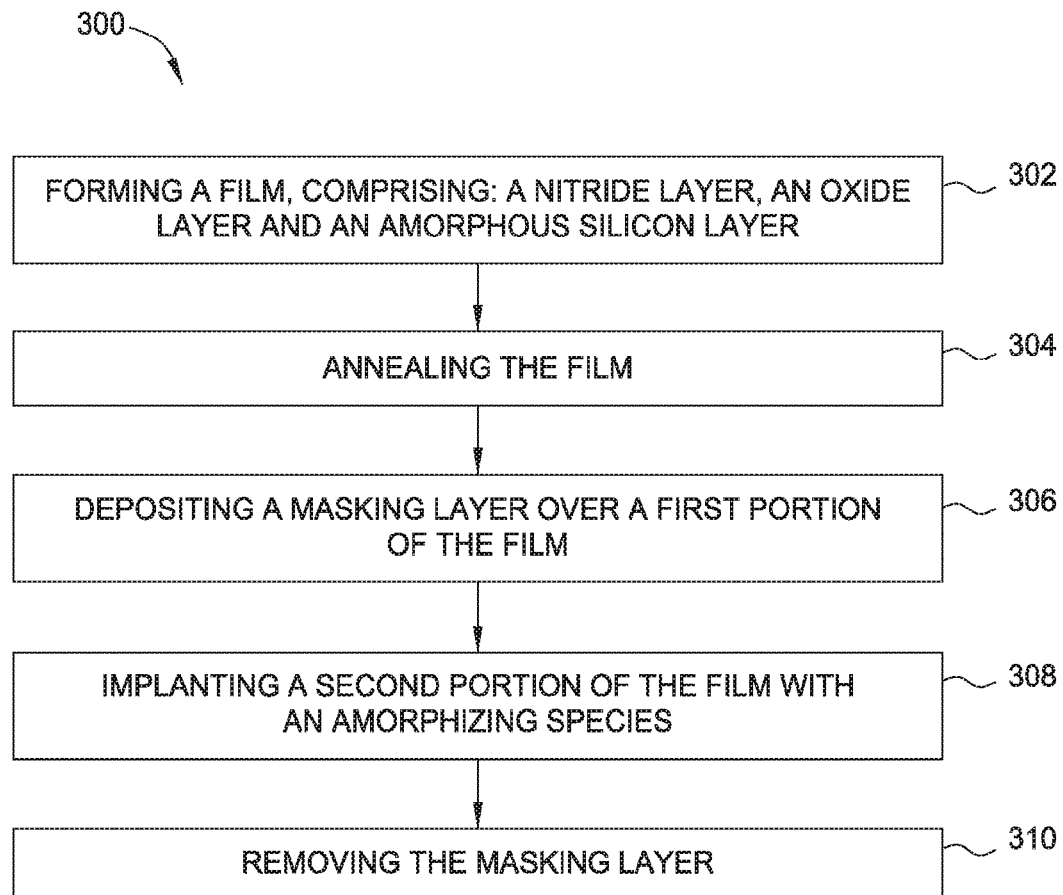 300
FORMING A FILM, COMPRISING: A NITRIDE LAYER, AN OXIDE
LAYER AND AN AMORPHOUS SILICON LAYER
302
ANNEALING THE FILM
304
DEPOSITING A MASKING LAYER OVER A FIRST PORTION
OF THE FILM
306
IMPLANTING A SECOND PORTION OF THE FILM WITH
AN AMORPHIZING SPECIES
308
REMOVING THE MASKING LAYER
310